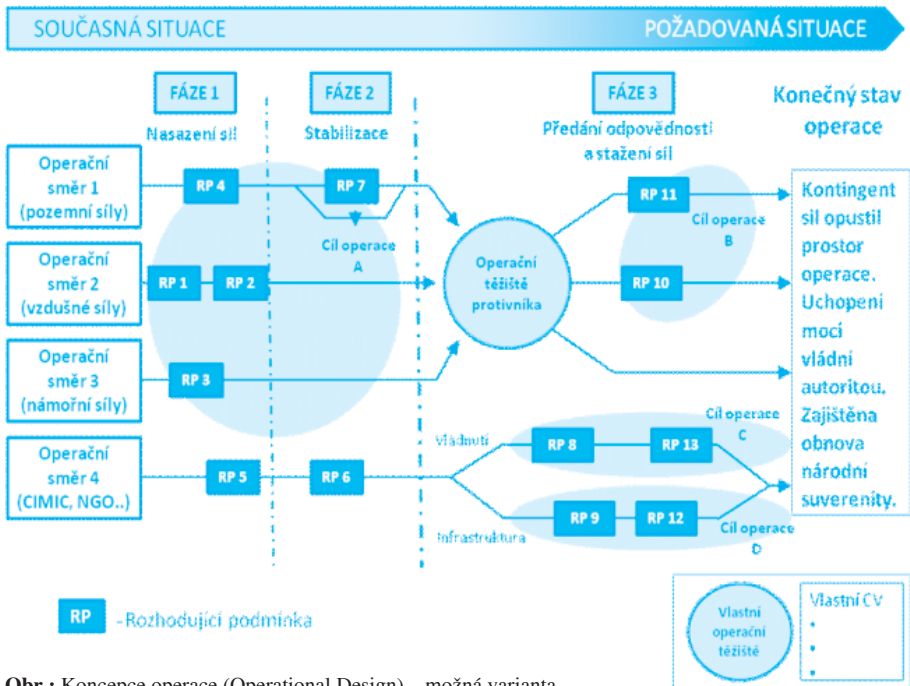 SOUČASNÁ SITUACE
POŽADOVANÁ SITUACE
FÁZE 1
FÁZE 2
FÁZE 3
Konečný stav
operace
Nasazení sil
Stabilizace
Předání odpovědnosti
a stažení sil
Operační
směr 1
(pozemní síly)
RP 4
RP 7
RP 11
Cíl operace
A
Cíl operace
B
Operační
směr 2
(vzdušné síly)
RP 1
RP 2
Operační
těžiště
protivníka
RP 10
Operační
směr 3
(námořní síly)
RP 3
Kontingent
sil opustil
prostor
operace.
Uchopení
moci
vládní
autoritou.
Zajištěna
obnova
národní
suverenity.
Operační
směr 4
(CIMIC, NGO..)
RP 5
RP 6
Vládnutí
RP 8
RP 13
Cíl operace
C
Infrastruktura
RP 9
RP 12
Cíl operace
D
RP -Rozhodující podmínka
Vlastní
operační
těžiště
Vlastní CV
•
•
•
Obr.: Koncepce operace (Operational Design) – možná varianta